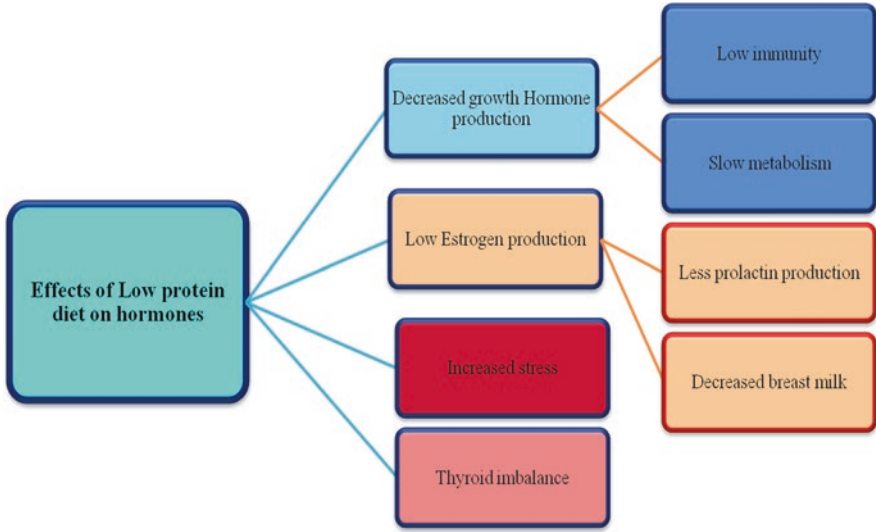 Effects of Low protein
diet on hormones
Decreased growth Hormone
production
Low immunity
Slow metabolism
Low Estrogen production
Less prolactin production
Decreased breast milk
Increased stress
Thyroid imbalance